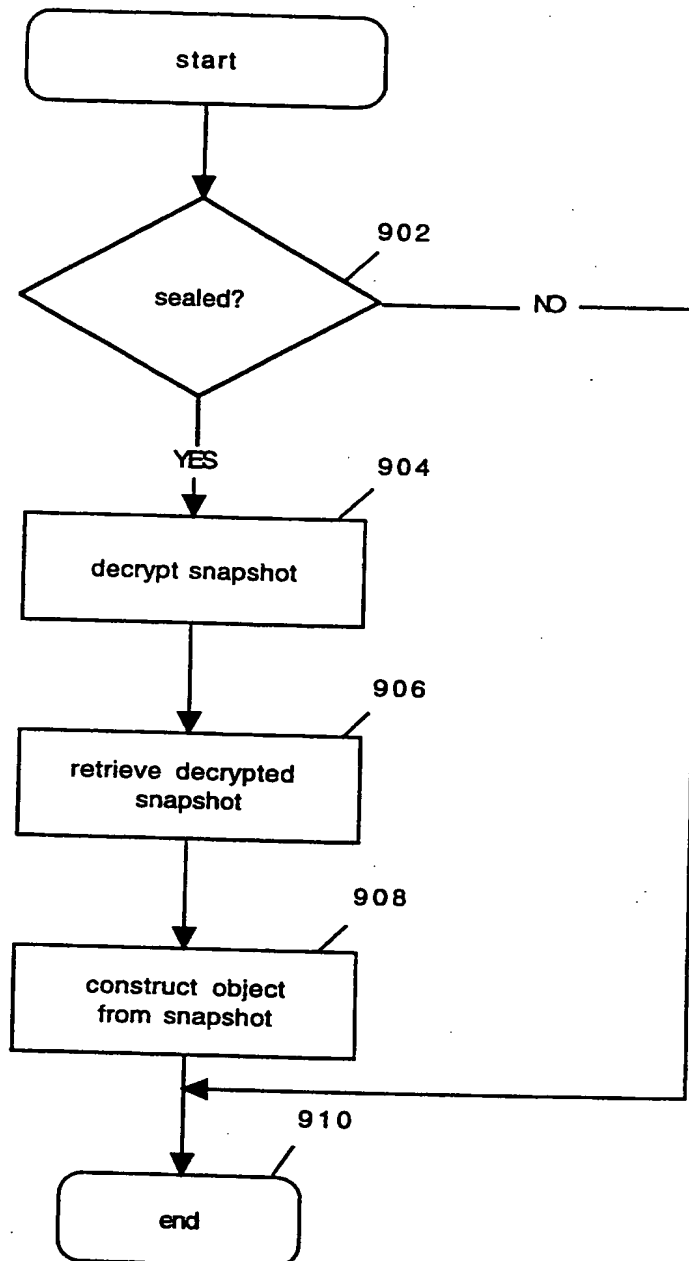 start
902
sealed?
NO
YES
904
decrypt snapshot
906
retrieve decrypted
snapshot
908
construct object
from snapshot
910
end